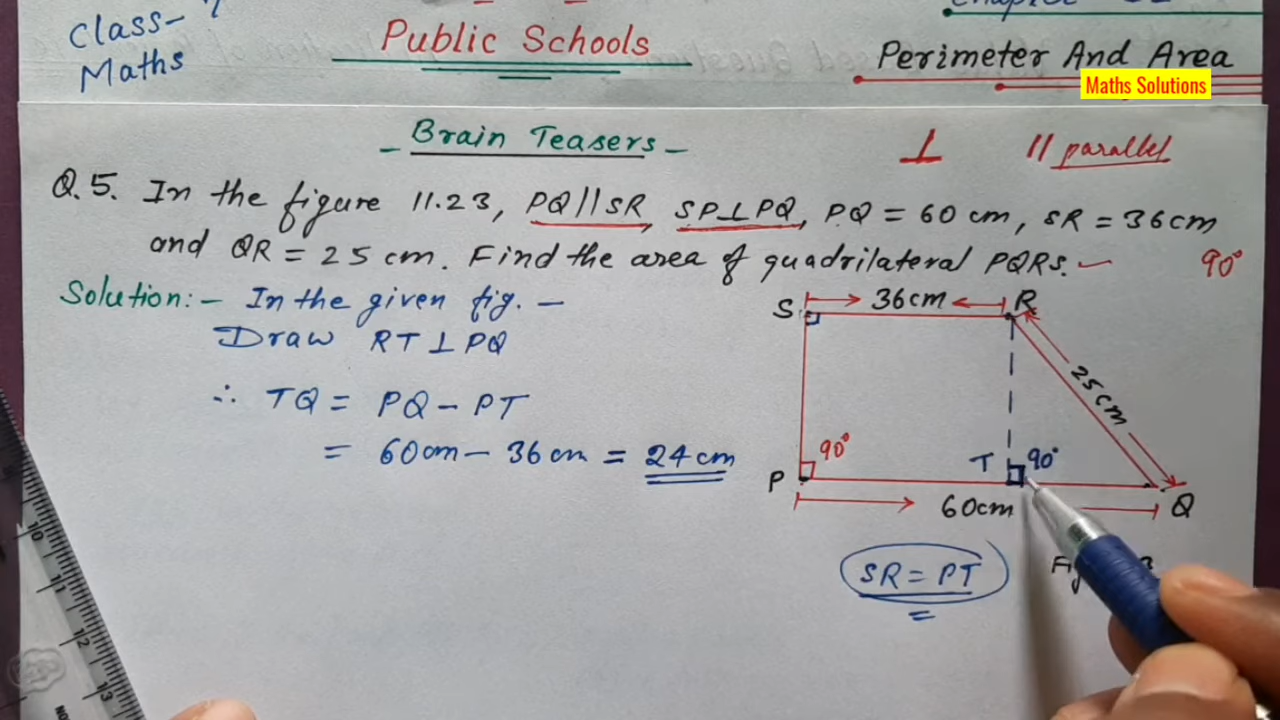 Class-
Maths
Public Schools
Perimeter And Area
Maths Solutions
- Brain Teasers -
⊥ // parallel
Q.5. In the figure 11.23, PQ//SR, SP⊥PQ, PQ = 60 cm, SR = 36cm
and QR = 25 cm. Find the area of quadrilateral PQRS.
90°
Solution:- In the given fig. -
Draw RT ⊥ PQ
∴ TQ = PQ - PT
= 60cm - 36cm = 24cm
S 36cm R
25cm
90°
P T 90° Q
60cm
SR = PT